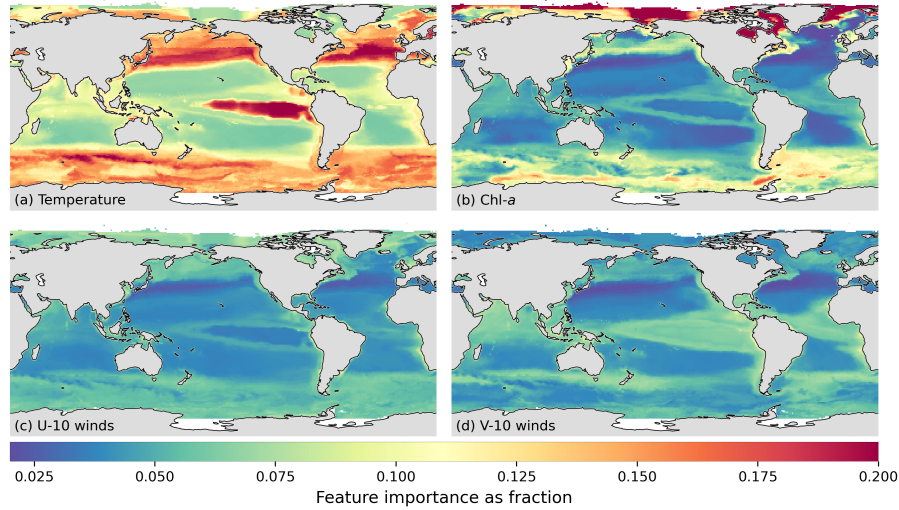 (a) Temperature
(b) Chl-a
(c) U-10 winds
(d) V-10 winds
0.025 0.050 0.075 0.100 0.125 0.150 0.175 0.200
Feature importance as fraction